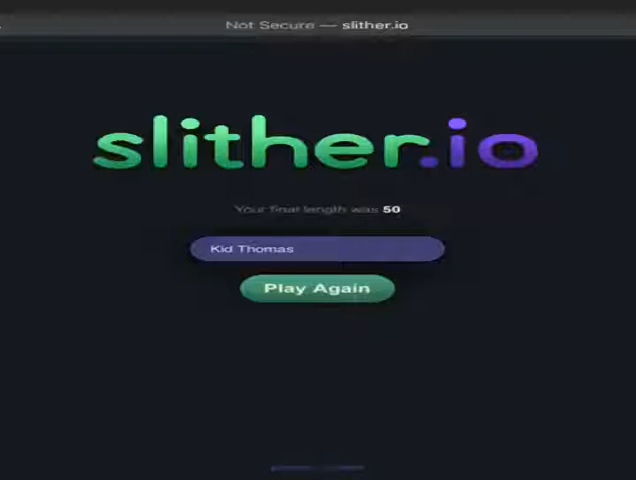 Not Secure — slither.io
slither.io
Your final length was 50
Kid Thomas
Play Again